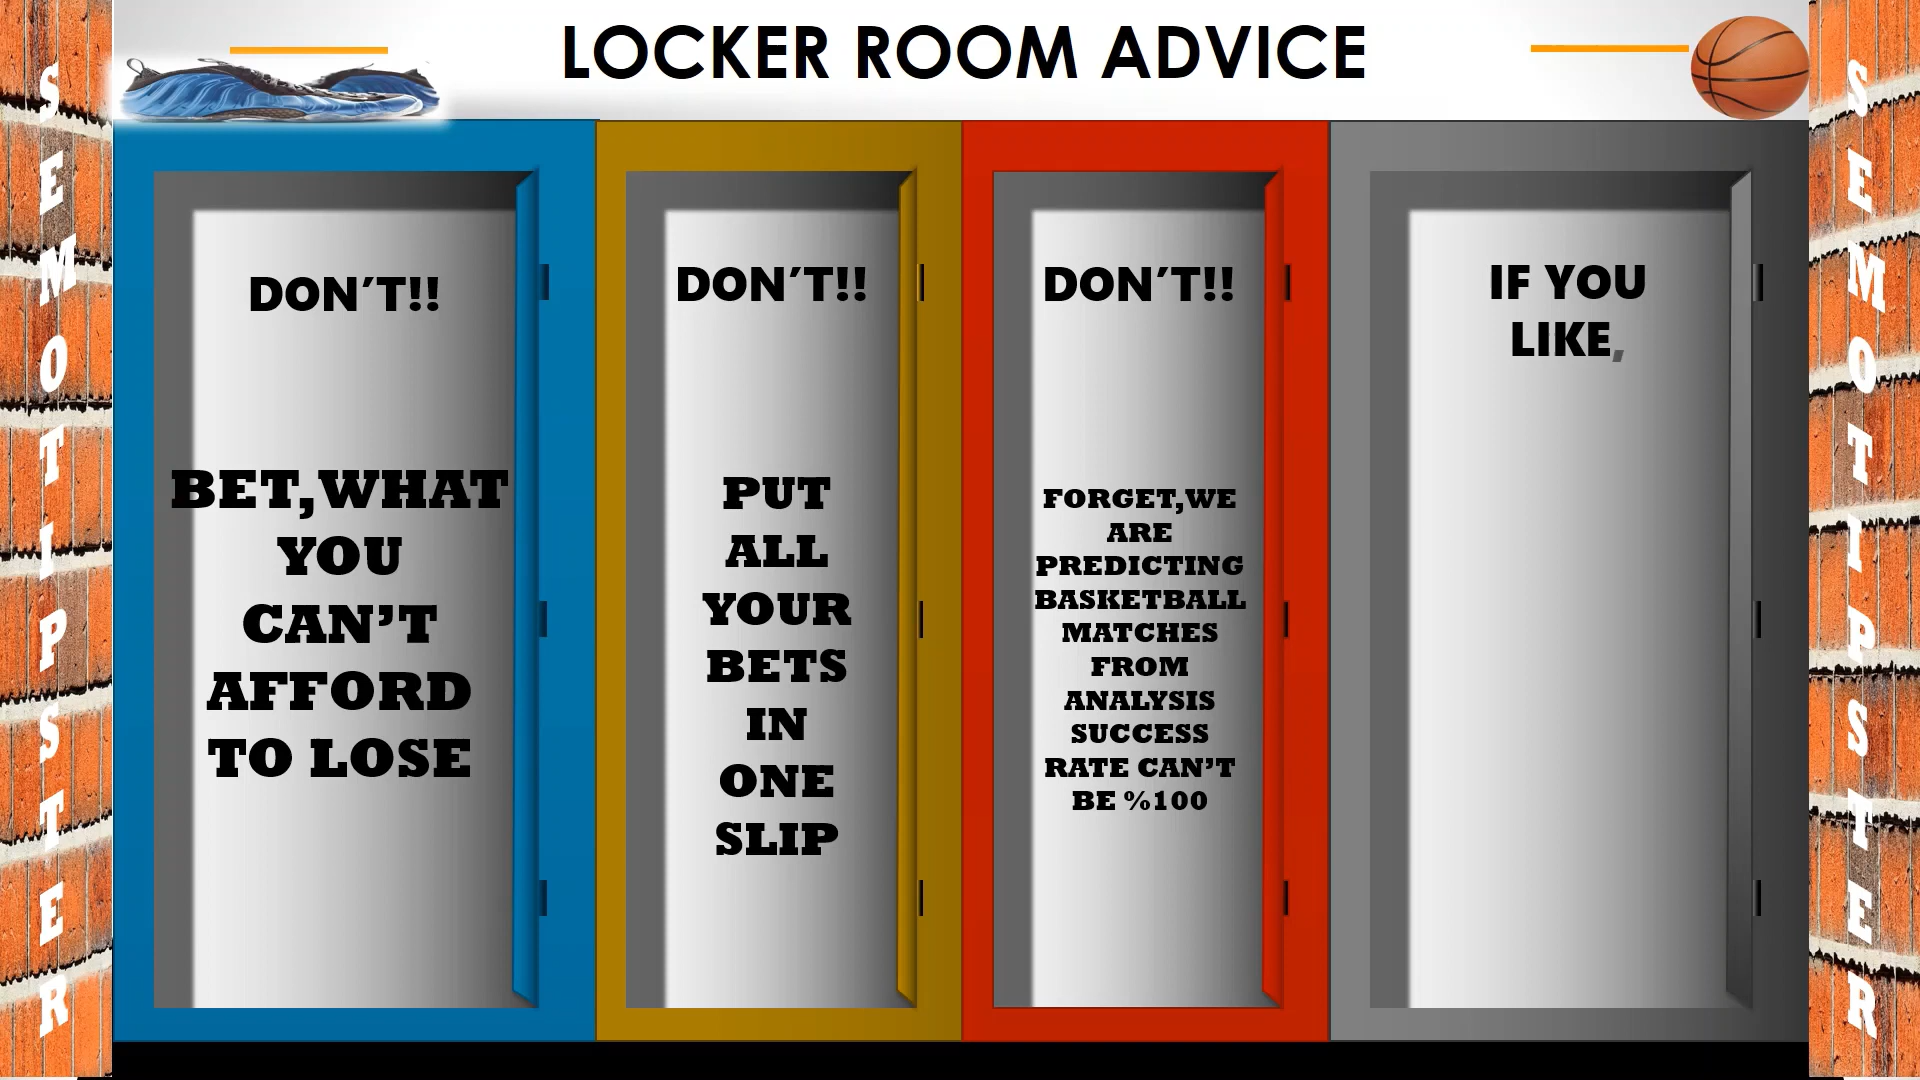 LOCKER ROOM ADVICE
SEMOTIPSTER
DON'T!!
BET,WHAT
YOU
CAN'T
AFFORD
TO LOSE
DON'T!!
PUT
ALL
YOUR
BETS
IN
ONE
SLIP
DON'T!!
FORGET,WE
ARE
PREDICTING
BASKETBALL
MATCHES
FROM
ANALYSIS
SUCCESS
RATE CAN'T
BE %100
IF YOU
LIKE,
SEMOTIPSTER